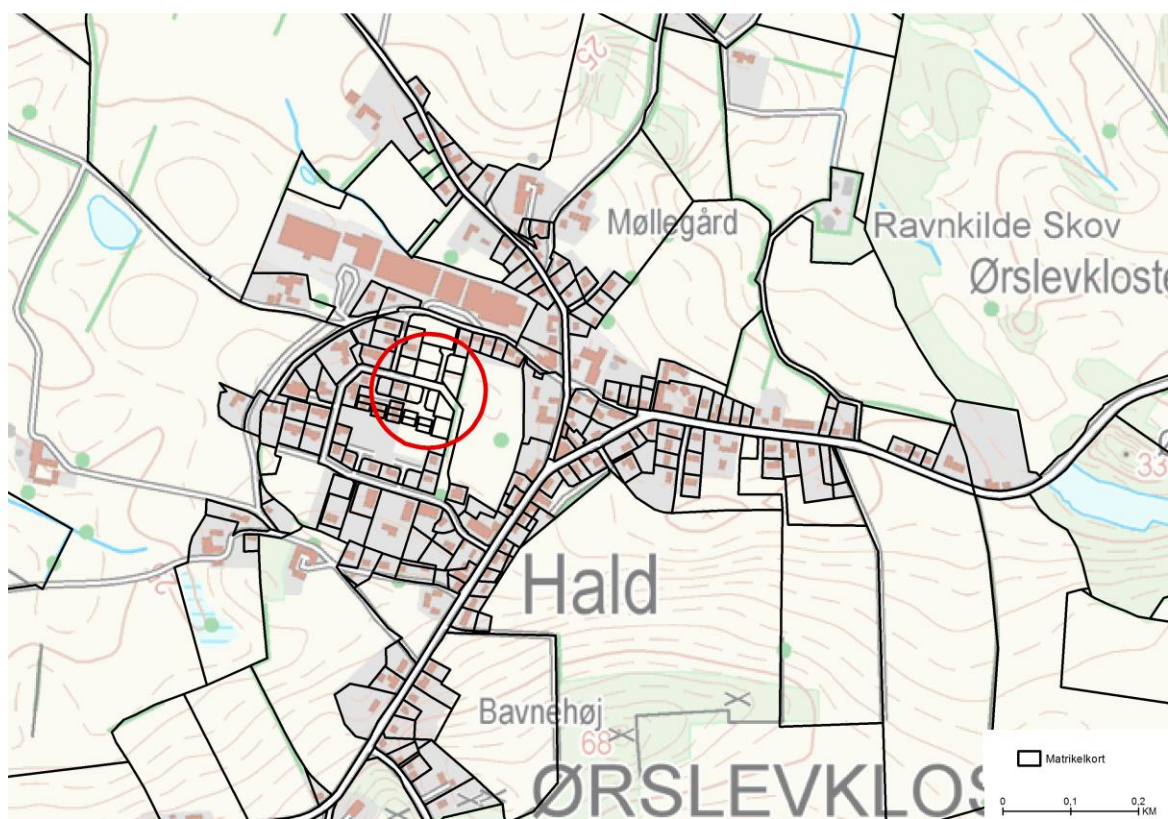 25
Møllegård
Ravnkilde Skov
Ørslevkloste
33
Hald
Bavnehøj
68
ØRSLEVKLOS
Matrikelkort
0
0,1
0,2
KM